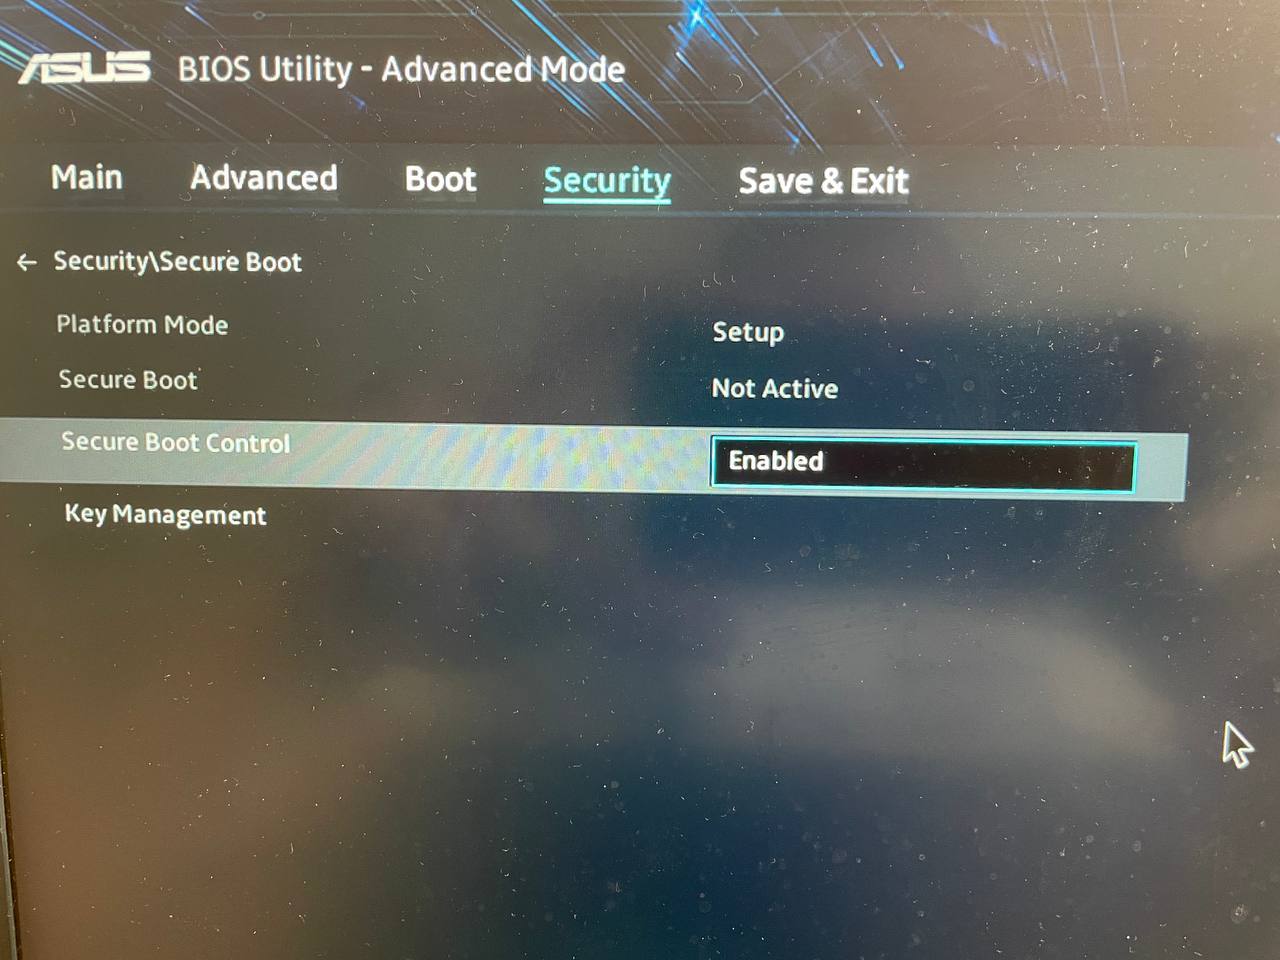 ASUS BIOS Utility - Advanced Mode
Main Advanced Boot Security Save & Exit
← Security\Secure Boot
Platform Mode Setup
Secure Boot Not Active
Secure Boot Control Enabled
Key Management